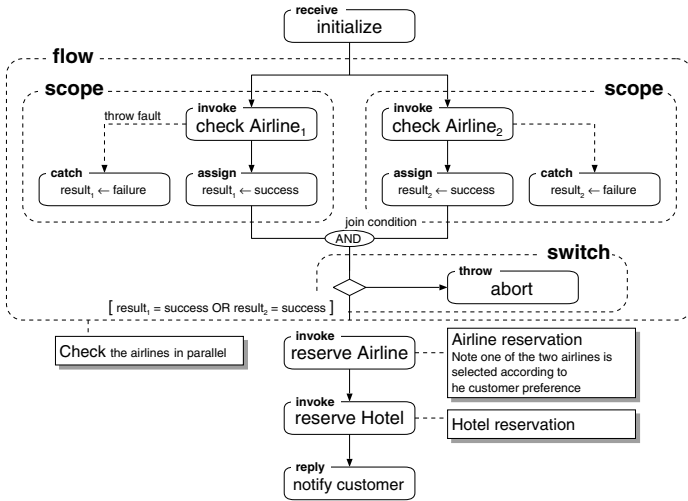 receive
initialize
flow
scope
scope
invoke
check Airline₁
invoke
check Airline₂
throw fault
catch
result₁ ← failure
assign
result₁ ← success
assign
result₂ ← success
catch
result₂ ← failure
join condition
AND
switch
throw
abort
[ result₁ = success OR result₂ = success ]
Check the airlines in parallel
invoke
reserve Airline
Airline reservation
Note one of the two airlines is
selected according to
he customer preference
invoke
reserve Hotel
Hotel reservation
reply
notify customer